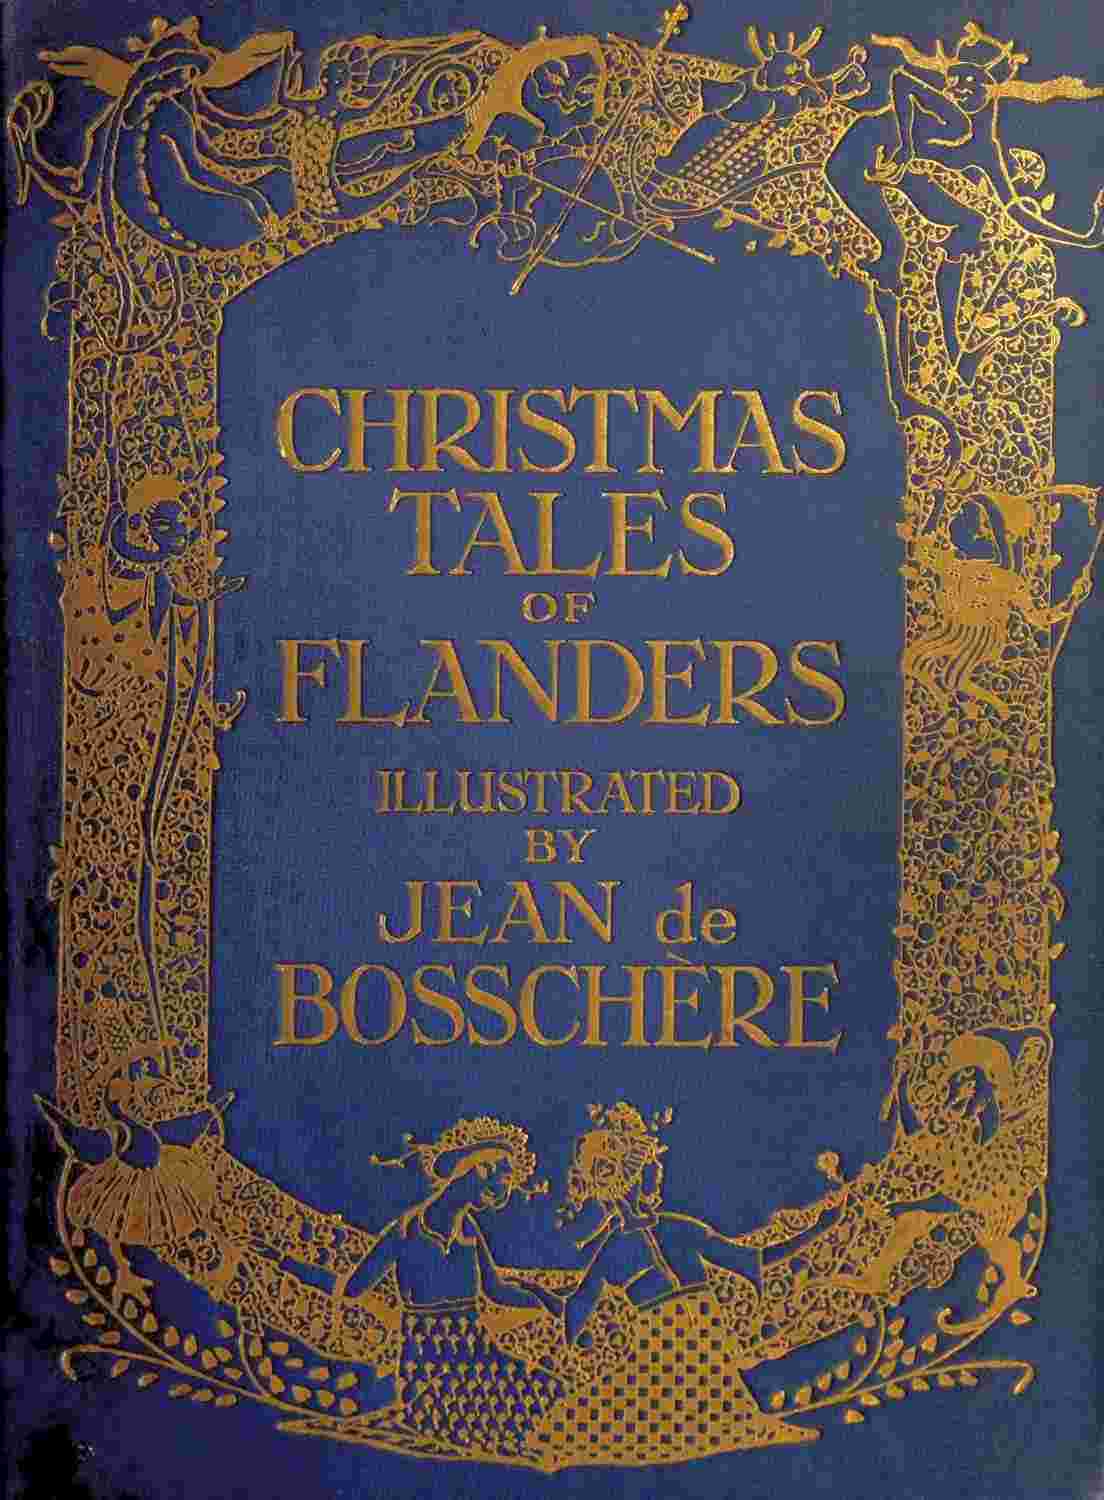 CHRISTMAS
TALES
OF
FLANDERS
ILLUSTRATED
BY
JEAN de
BOSSCHÈRE